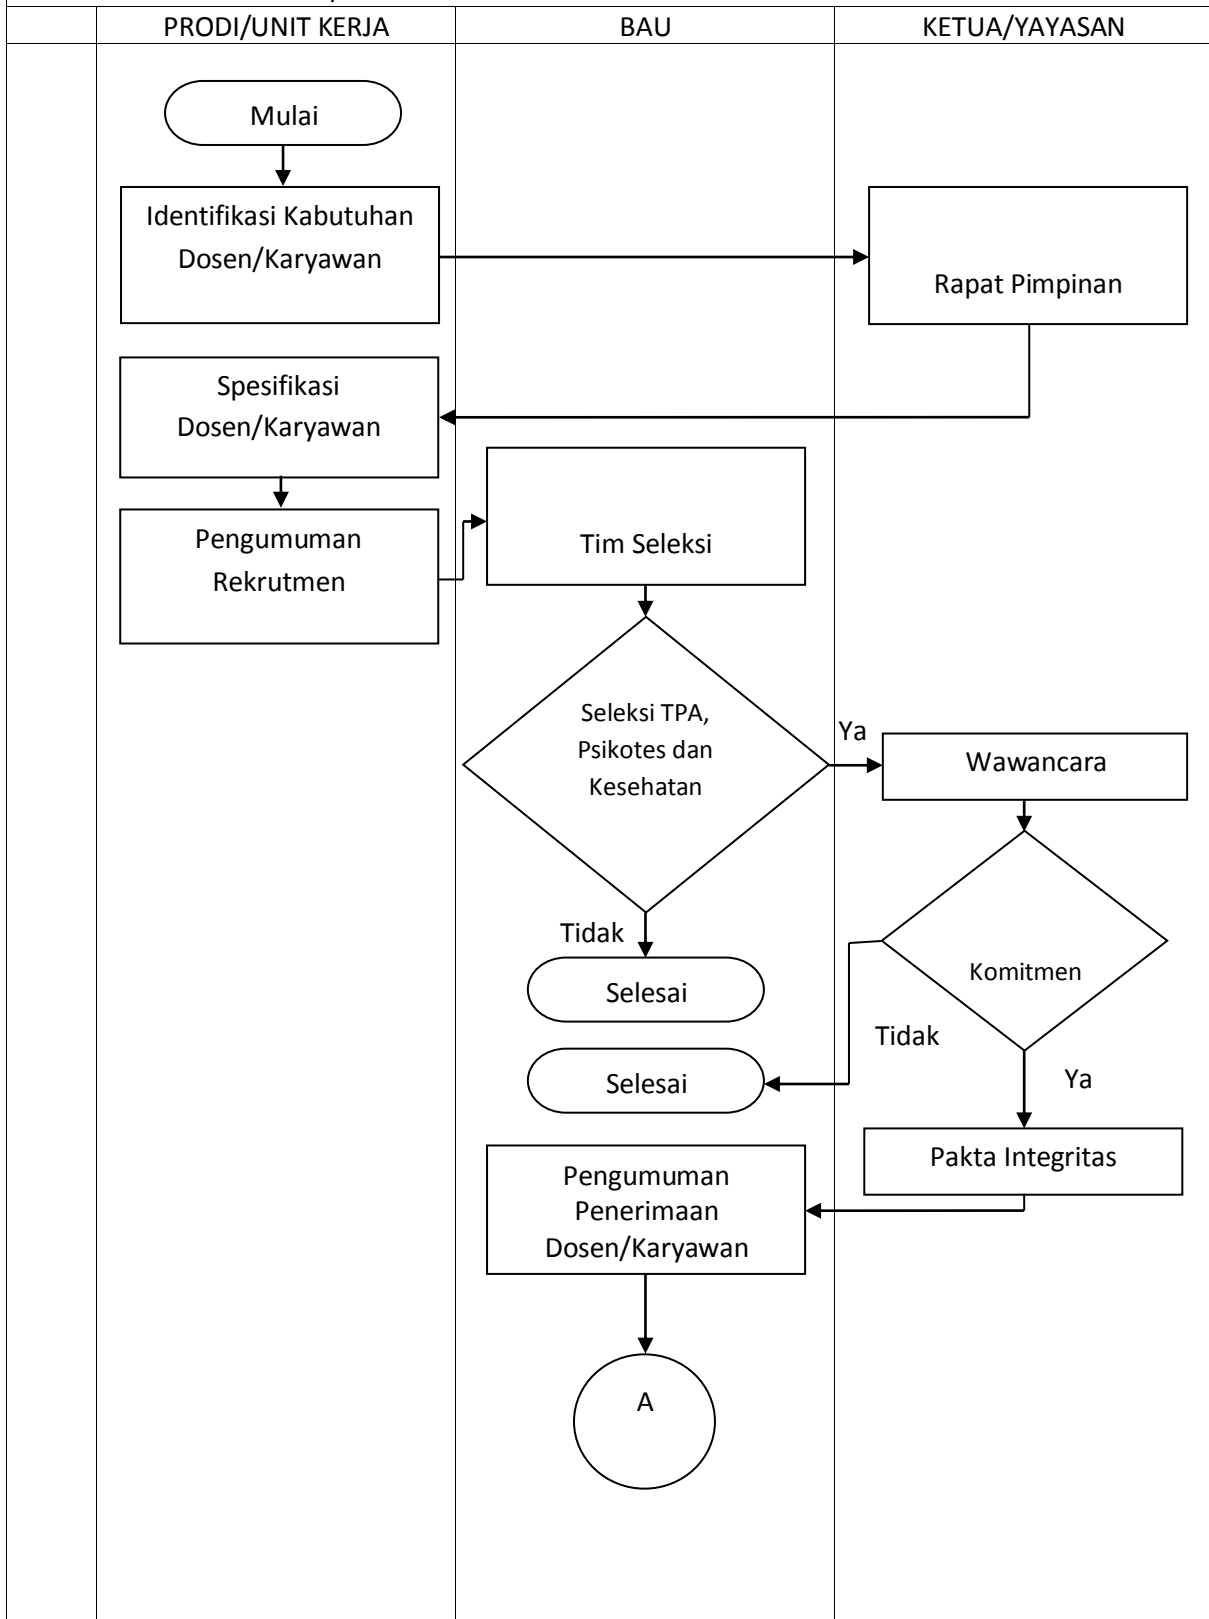 PRODI/UNIT KERJA
BAU
KETUA/YAYASAN
Mulai
Identifikasi Kabutuhan
Dosen/Karyawan
Rapat Pimpinan
Spesifikasi
Dosen/Karyawan
Pengumuman
Rekrutmen
Tim Seleksi
Seleksi TPA,
Psikotes dan
Kesehatan
Ya
Wawancara
Tidak
Selesai
Komitmen
Tidak
Selesai
Ya
Pakta Integritas
Pengumuman
Penerimaan
Dosen/Karyawan
A